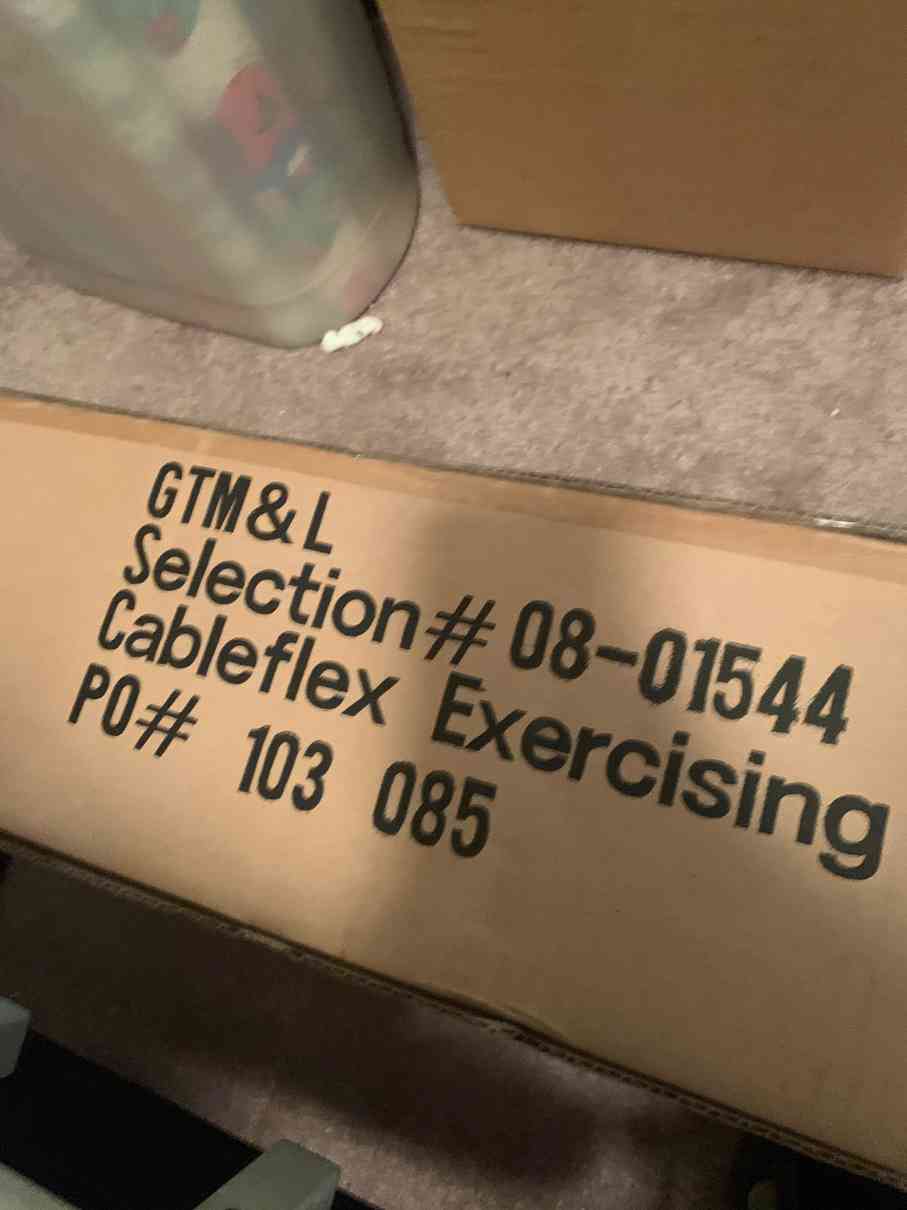 GTM&L
Selection# 08-01544
Cableflex Exercising
PO# 103 085